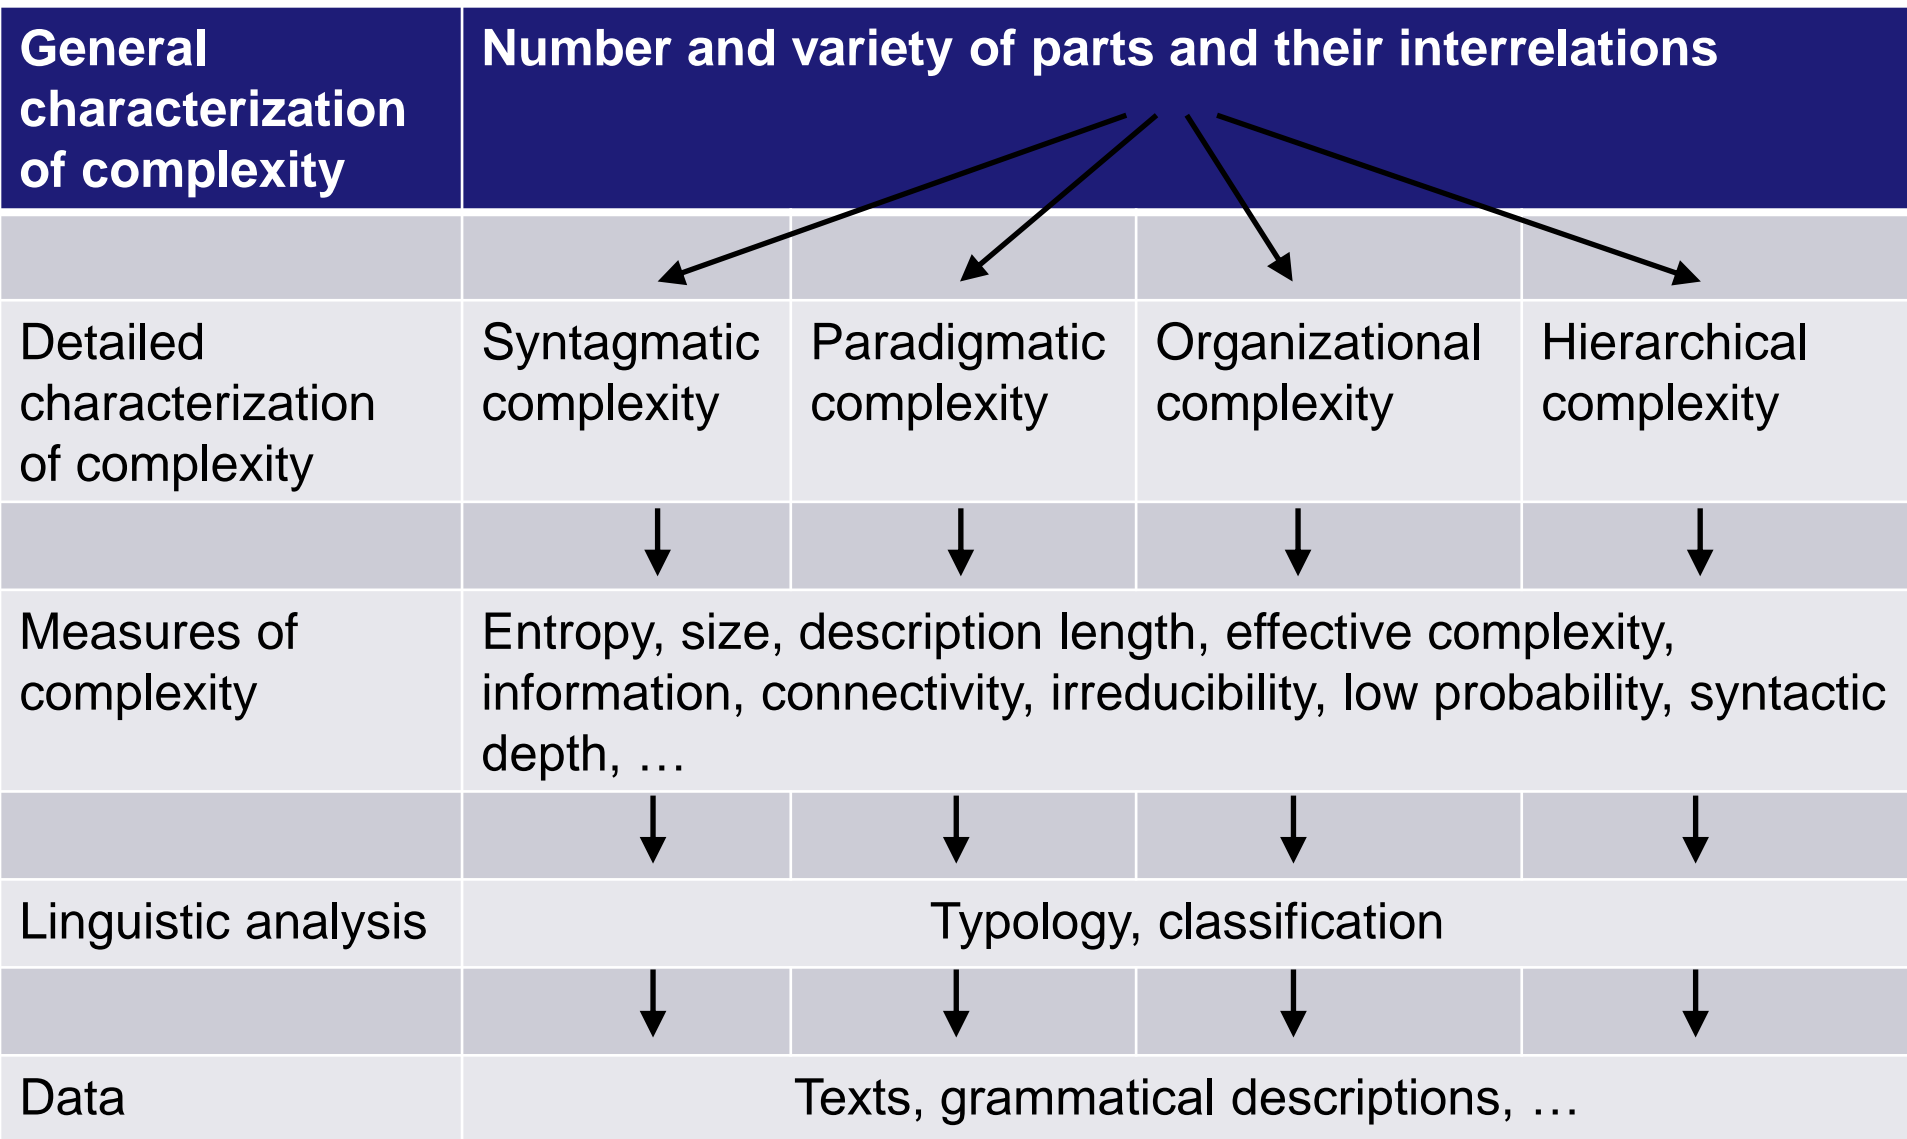 General
characterization
of complexity
Number and variety of parts and their interrelations
Detailed
characterization
of complexity
Syntagmatic
complexity
Paradigmatic
complexity
Organizational
complexity
Hierarchical
complexity
Measures of
complexity
Entropy, size, description length, effective complexity,
information, connectivity, irreducibility, low probability, syntactic
depth, …
Linguistic analysis
Typology, classification
Data
Texts, grammatical descriptions, …